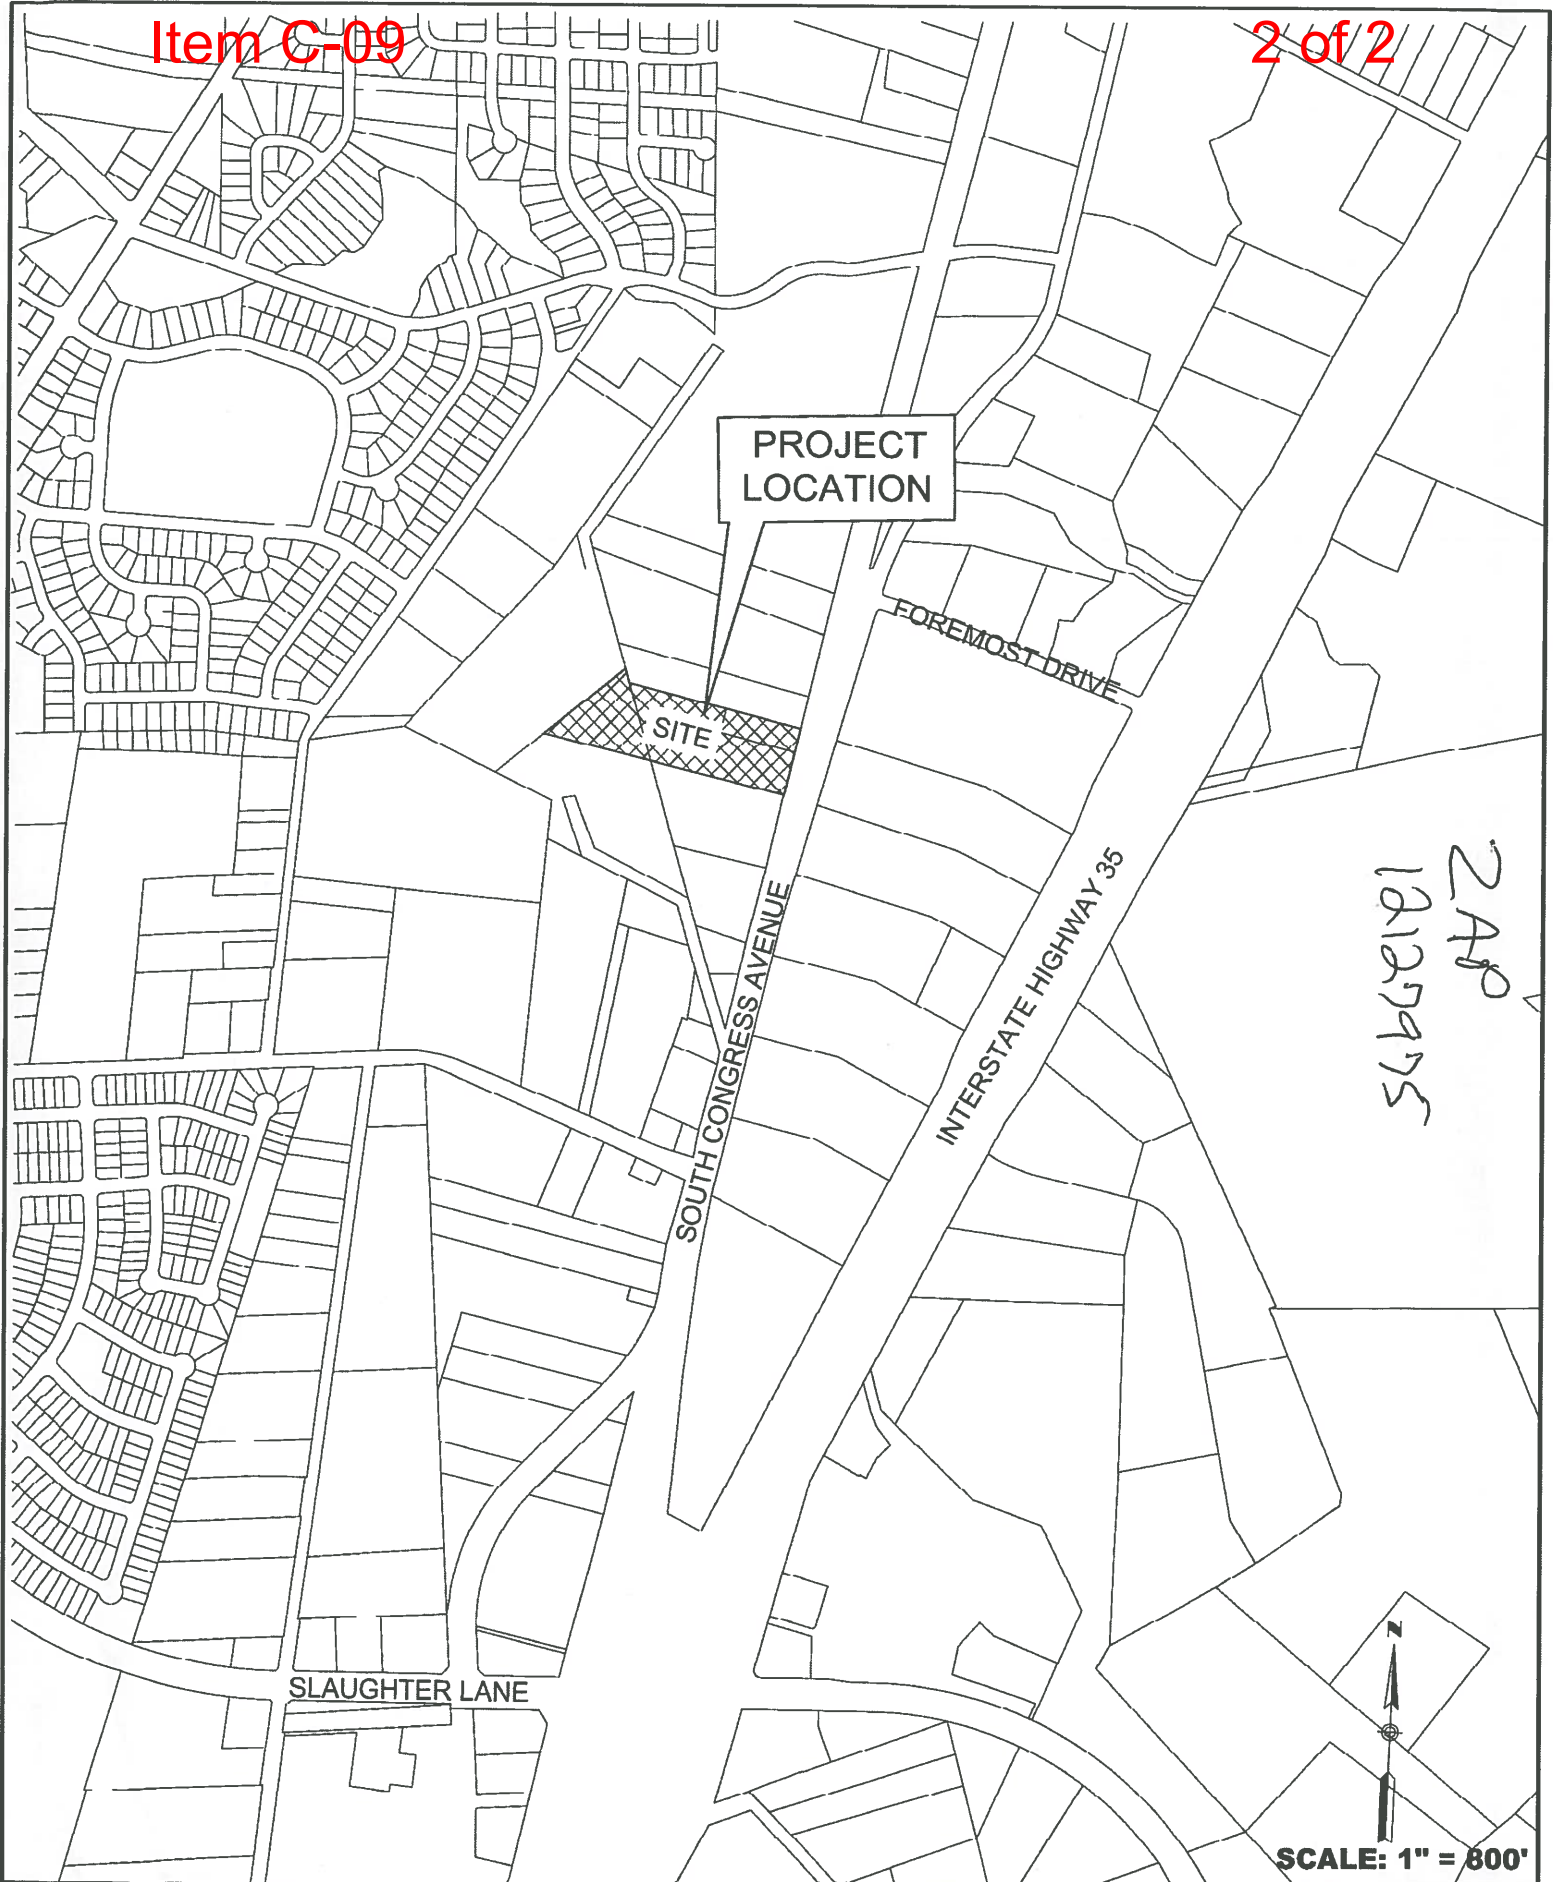 Item C-09
2 of 2
PROJECT
LOCATION
FOREMOST DRIVE
SITE
SOUTH CONGRESS AVENUE
INTERSTATE HIGHWAY 35
ZAP
SLAUGHTER LANE
N
SCALE: 1" = 800'